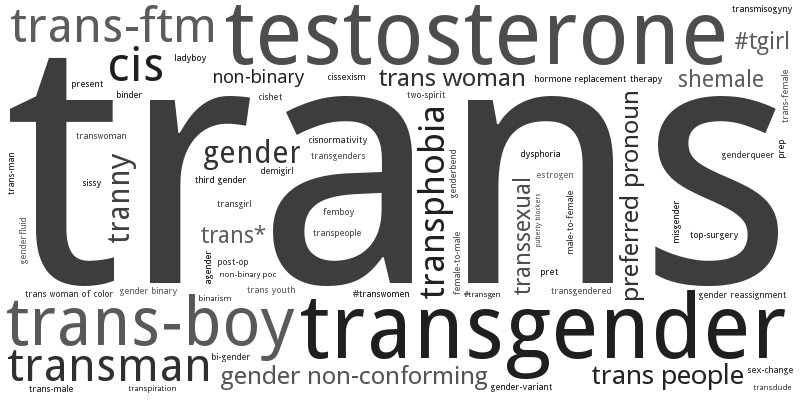 transmisogyny
trans-ftm
testosterone
#tgirl
cis
ladyboy
non-binary
cissexism
trans woman
hormone replacement therapy
shemale
present
binder
cishet
two-spirit
trans-female
trans
transwoman
cisnormativity
gender
transgenders
transphobia
genderbend
dysphoria
preferred pronoun
genderqueer
prep
trans-man
sissy
tranny
third gender
demigirl
estrogen
transgirl
femboy
transsexual
puberty blockers
male-to-female
misgender
genderfluid
trans*
transpeople
female-to-male
top-surgery
agender
post-op
non-binary poc
pret
trans woman of color
gender binary
binarism
trans youth
#transwomen
#transgen
transgendered
gender reassignment
trans-boy
transgender
transman
bi-gender
gender non-conforming
trans people
sex-change
trans-male
transpiration
gender-variant
transdude